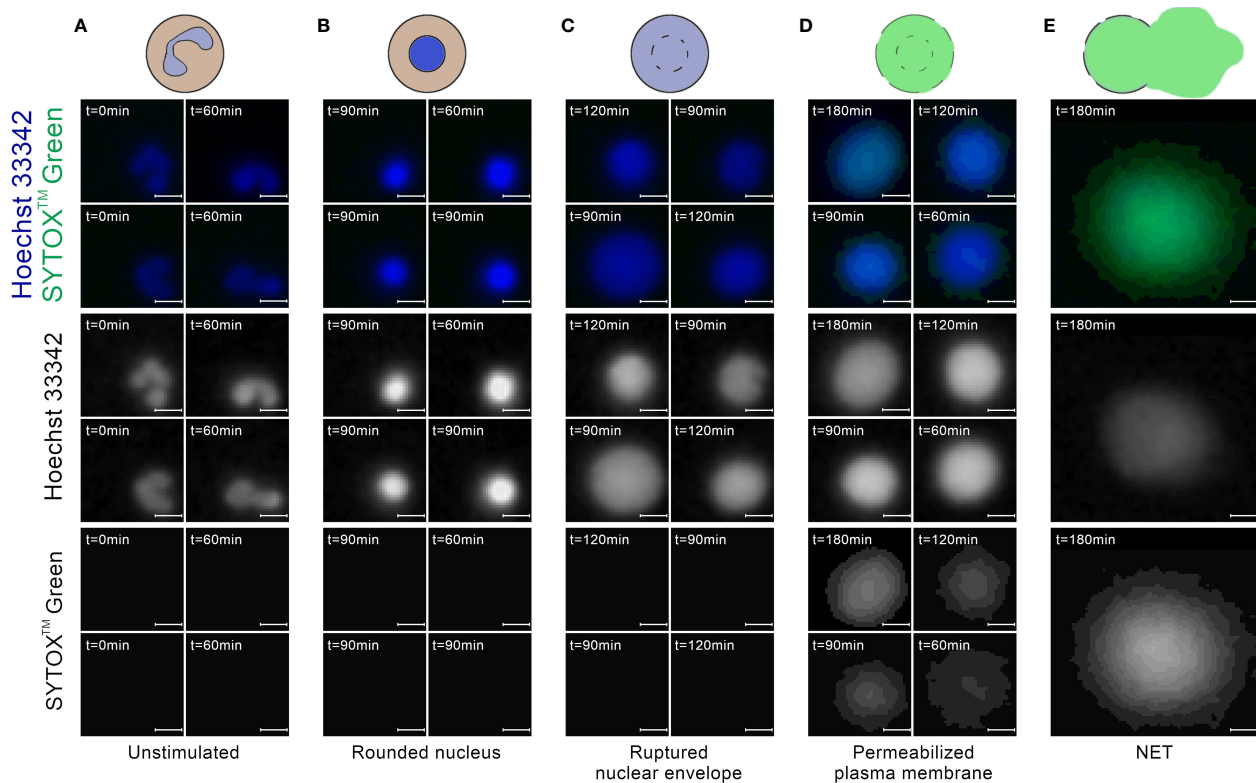 A
B
C
D
E
Hoechst 33342
SYTOX™ Green
t=0min
t=60min
t=90min
t=60min
t=120min
t=90min
t=180min
t=120min
t=180min
t=0min
t=60min
t=90min
t=90min
t=90min
t=120min
t=90min
t=60min
Hoechst 33342
t=0min
t=60min
t=90min
t=60min
t=120min
t=90min
t=180min
t=120min
t=180min
t=0min
t=60min
t=90min
t=90min
t=90min
t=120min
t=90min
t=60min
SYTOX™ Green
t=0min
t=60min
t=90min
t=60min
t=120min
t=90min
t=180min
t=120min
t=180min
t=0min
t=60min
t=90min
t=90min
t=90min
t=120min
t=90min
t=60min
Unstimulated
Rounded nucleus
Ruptured
nuclear envelope
Permeabilized
plasma membrane
NET